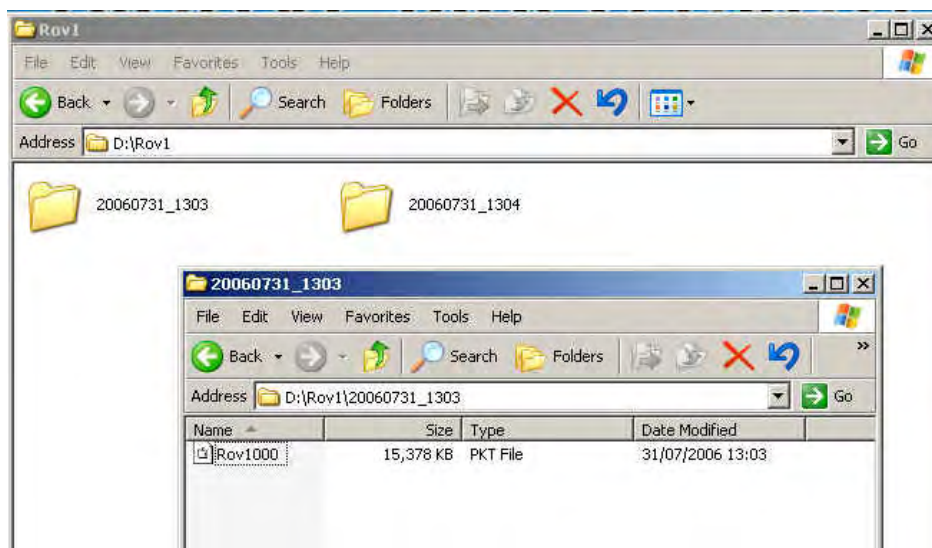 Rov1
File Edit View Favorites Tools Help
Back Search Folders
Address D:\Rov1 Go
20060731_1303 20060731_1304
20060731_1303
File Edit View Favorites Tools Help
Back Search Folders »
Address D:\Rov1\20060731_1303 Go
Name Size Type Date Modified
Rov1000 15,378 KB PKT File 31/07/2006 13:03